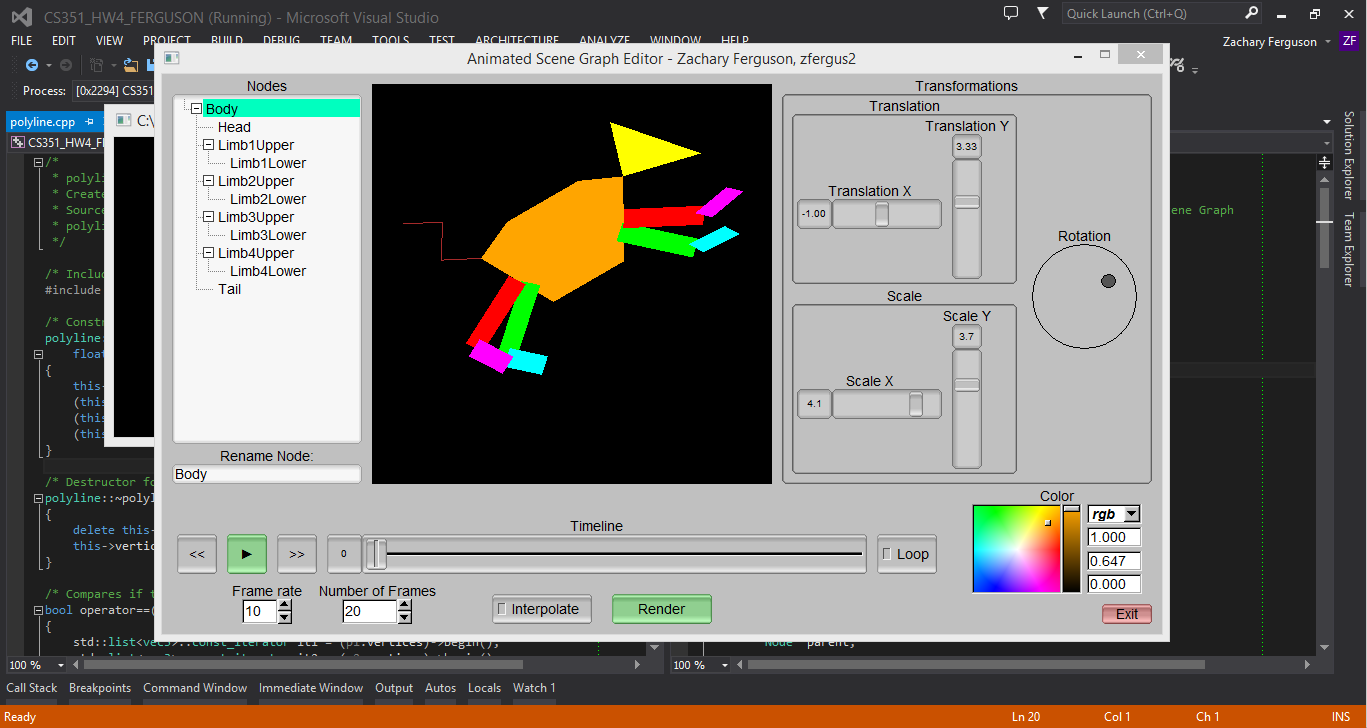 CS351_HW4_FERGUSON (Running) - Microsoft Visual Studio
Quick Launch (Ctrl+Q)
FILE EDIT VIEW PROJECT BUILD DEBUG TEAM TOOLS TEST ARCHITECTURE ANALYZE WINDOW HELP
Zachary Ferguson ZF
Process: [0x2294] CS351
polyline.cpp
C:\
CS351_HW4_F
Animated Scene Graph Editor - Zachary Ferguson, zfergus2
Nodes
Body
Head
Limb1Upper
Limb1Lower
Limb2Upper
Limb2Lower
Limb3Upper
Limb3Lower
Limb4Upper
Limb4Lower
Tail
Rename Node:
Body
Transformations
Translation
Translation Y
3.33
Translation X
-1.00
Scale
Scale Y
3.7
Scale X
4.1
Rotation
Color
rgb
1.000
0.647
0.000
Exit
Timeline
<< >> 0
Loop
Frame rate
10
Number of Frames
20
Interpolate
Render
/*
* polyli
* Create
* Source
* polyli
*/
/* Includ
#include
/* Constr
polyline:
float
{
this-
(this
(this
(this
}
/* Destructor fo
polyline::~polyl
{
delete this-
this->vertic
}
/* Compares if t
bool operator==(
{
std::list<vec3>::const_iterator it1 = (p1.vertices)->begin();
ene Graph
Node parent;
Solution Explorer
Team Explorer
100 %
100 %
Call Stack Breakpoints Command Window Immediate Window Output Autos Locals Watch 1
Ready
Ln 20 Col 1 Ch 1 INS